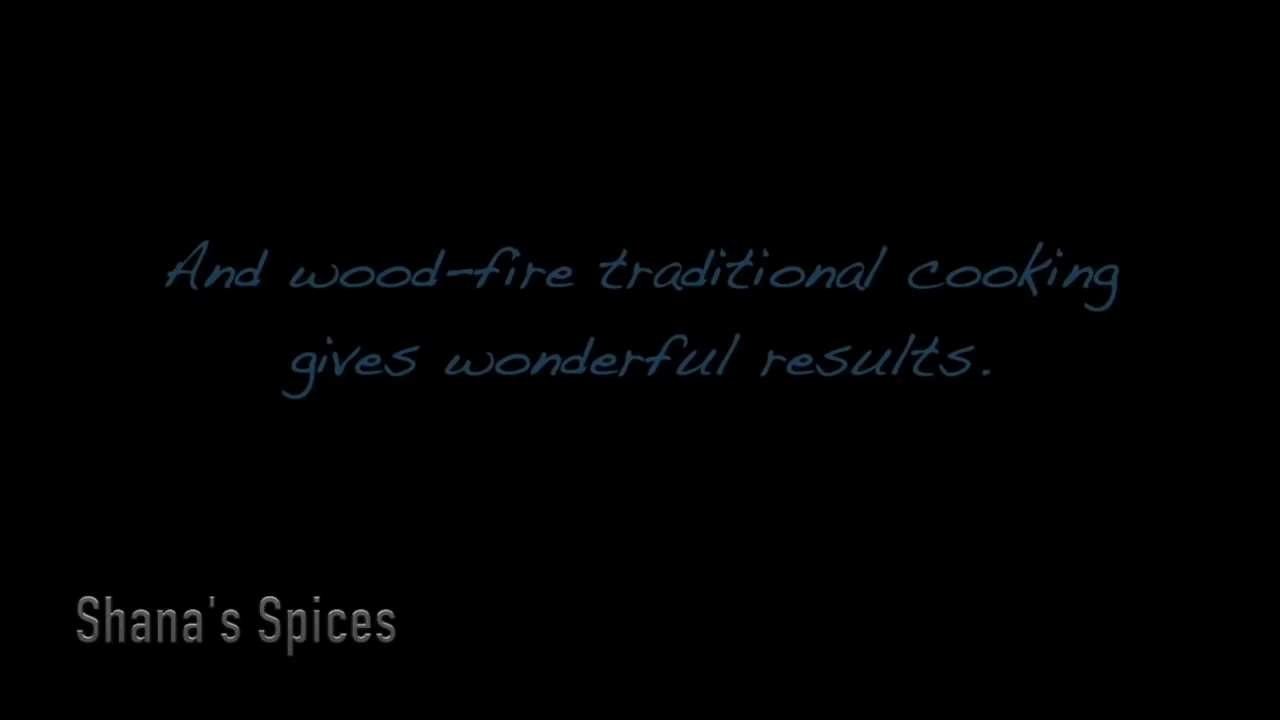 And wood-fire traditional cooking
gives wonderful results.
Shana's Spices